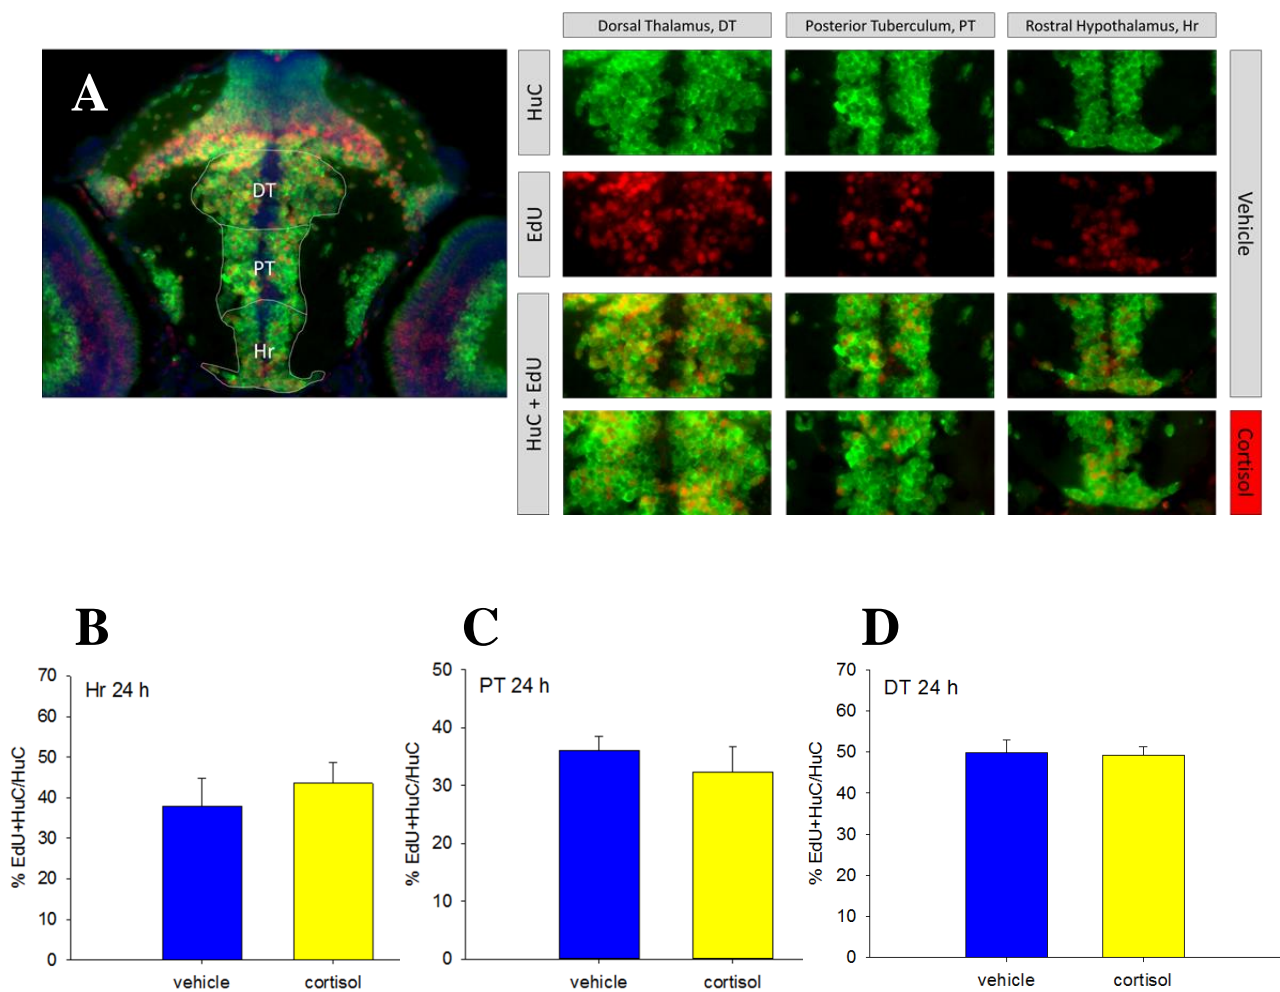 Dorsal Thalamus, DT
Posterior Tuberculum, PT
Rostral Hypothalamus, Hr
A
DT
PT
Hr
HuC
EdU
HuC + EdU
Vehicle
Cortisol
B
Hr 24 h
% EdU+HuC/HuC
70
60
50
40
30
20
10
0
vehicle
cortisol
C
PT 24 h
% EdU+HuC/HuC
50
40
30
20
10
0
vehicle
cortisol
D
DT 24 h
% EdU+HuC/HuC
70
60
50
40
30
20
10
0
vehicle
cortisol